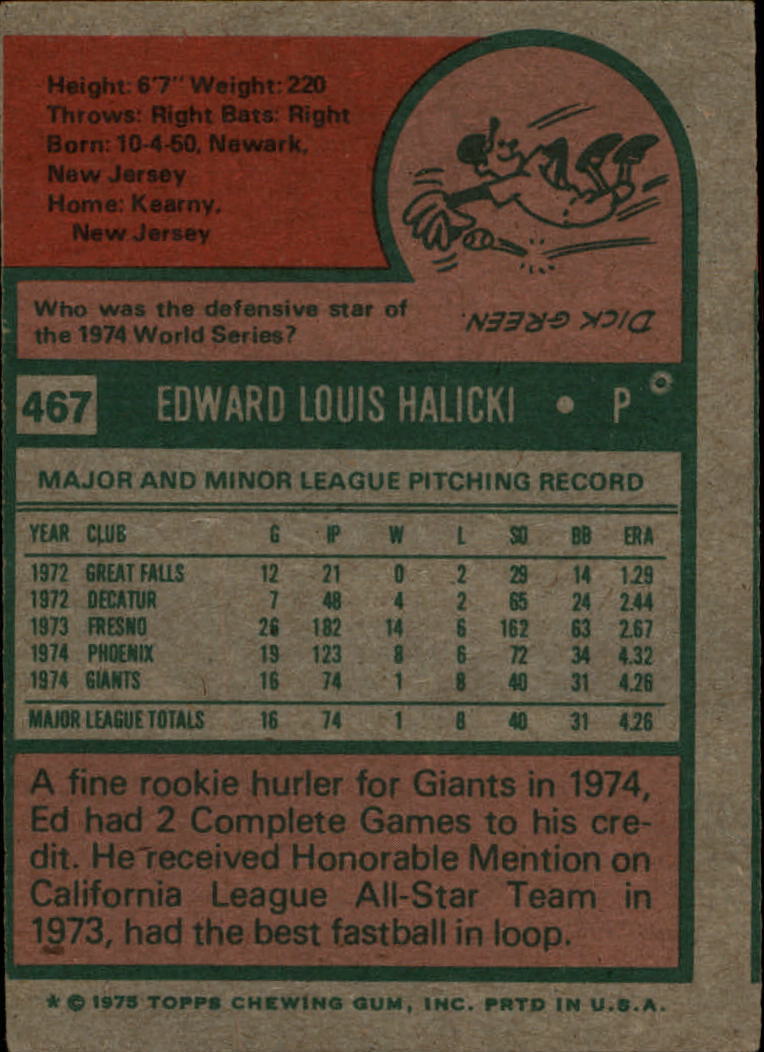 Height: 6'7" Weight: 220
Throws: Right Bats: Right
Born: 10-4-50, Newark,
New Jersey
Home: Kearny,
New Jersey
Who was the defensive star of
the 1974 World Series?
DICK GREEN.
467 EDWARD LOUIS HALICKI • P
MAJOR AND MINOR LEAGUE PITCHING RECORD
YEAR CLUB G IP W L SO BB ERA
1972 GREAT FALLS 12 21 0 2 29 14 1.29
1972 DECATUR 7 48 4 2 65 24 2.44
1973 FRESNO 26 182 14 6 162 63 2.67
1974 PHOENIX 19 123 8 6 72 34 4.32
1974 GIANTS 16 74 1 8 40 31 4.26
MAJOR LEAGUE TOTALS 16 74 1 8 40 31 4.26
A fine rookie hurler for Giants in 1974,
Ed had 2 Complete Games to his cre-
dit. He received Honorable Mention on
California League All-Star Team in
1973, had the best fastball in loop.
* © 1975 TOPPS CHEWING GUM, INC. PRTD IN U.S.A.